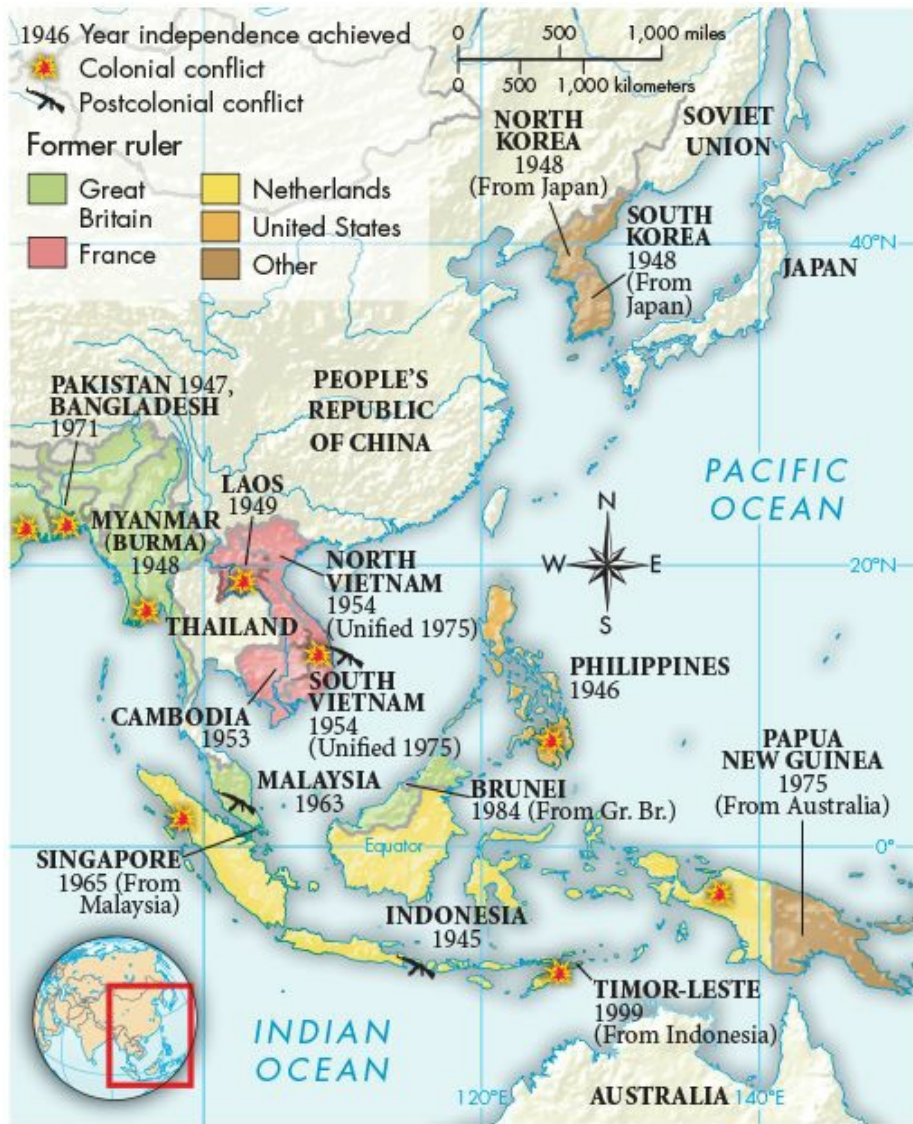 1946 Year independence achieved
Colonial conflict
Postcolonial conflict
Former ruler
Great
Britain
France
Netherlands
United States
Other
0 500 1,000 miles
0 500 1,000 kilometers
NORTH
KOREA
1948
(From Japan)
SOVIET
UNION
SOUTH
KOREA
1948
(From
Japan)
40°N
JAPAN
PEOPLE'S
REPUBLIC
OF CHINA
PAKISTAN 1947,
BANGLADESH
1971
LAOS
1949
MYANMAR
(BURMA)
1948
PACIFIC
OCEAN
N
W E
S
20°N
NORTH
VIETNAM
1954
(Unified 1975)
THAILAND
SOUTH
VIETNAM
1954
(Unified 1975)
CAMBODIA
1953
PHILIPPINES
1946
PAPUA
NEW GUINEA
1975
(From Australia)
MALAYSIA
1963
BRUNEI
1984 (From Gr. Br.)
Equator
0°
SINGAPORE
1965 (From
Malaysia)
INDONESIA
1945
TIMOR-LESTE
1999
(From Indonesia)
INDIAN
OCEAN
120°E
AUSTRALIA
140°E